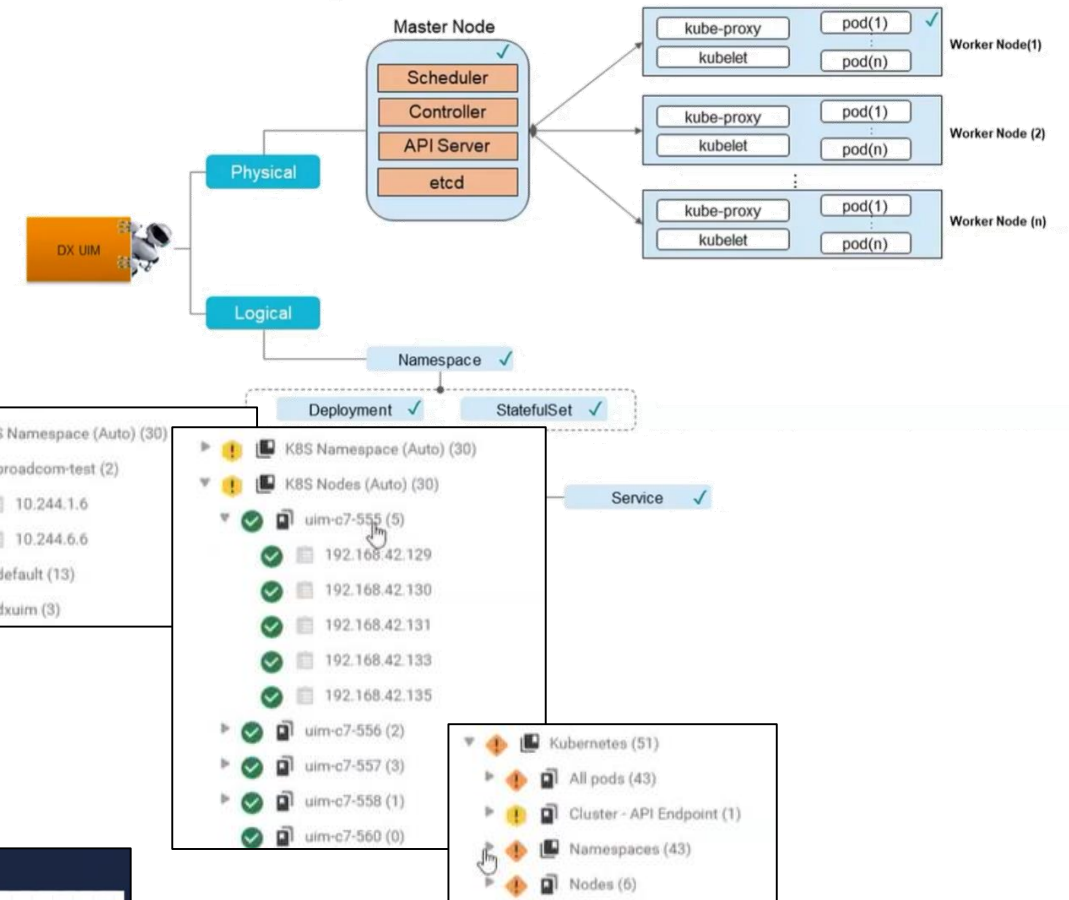 Master Node
Scheduler
Controller
API Server
etcd
kube-proxy
kubelet
pod(1)
pod(n)
Worker Node(1)
kube-proxy
kubelet
pod(1)
pod(n)
Worker Node (2)
kube-proxy
kubelet
pod(1)
pod(n)
Worker Node (n)
Physical
DX UIM
Logical
Namespace
Deployment
StatefulSet
Service
Namespace (Auto) (30)
broadcom-test (2)
10.244.1.6
10.244.6.6
default (13)
dxuim (3)
K8S Namespace (Auto) (30)
K8S Nodes (Auto) (30)
uim-c7-555 (5)
192.168.42.129
192.168.42.130
192.168.42.131
192.168.42.133
192.168.42.135
uim-c7-556 (2)
uim-c7-557 (3)
uim-c7-558 (1)
uim-c7-560 (0)
Kubernetes (51)
All pods (43)
Cluster - API Endpoint (1)
Namespaces (43)
Nodes (6)